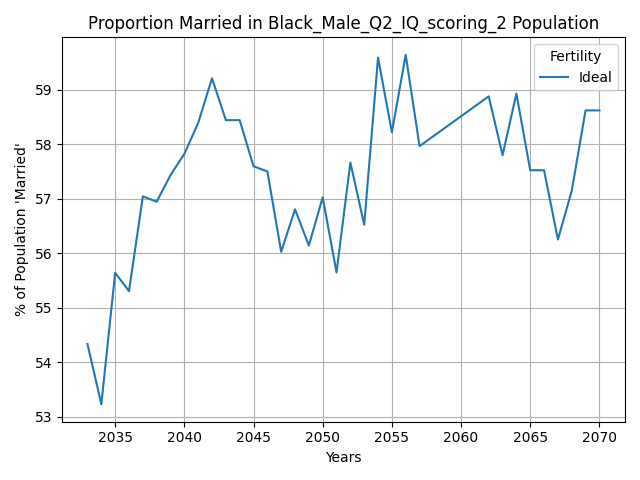 Proportion Married in Black_Male_Q2_IQ_scoring_2 Population
Fertility
Ideal
% of Population 'Married'
59
58
57
56
55
54
53
2035 2040 2045 2050 2055 2060 2065 2070
Years